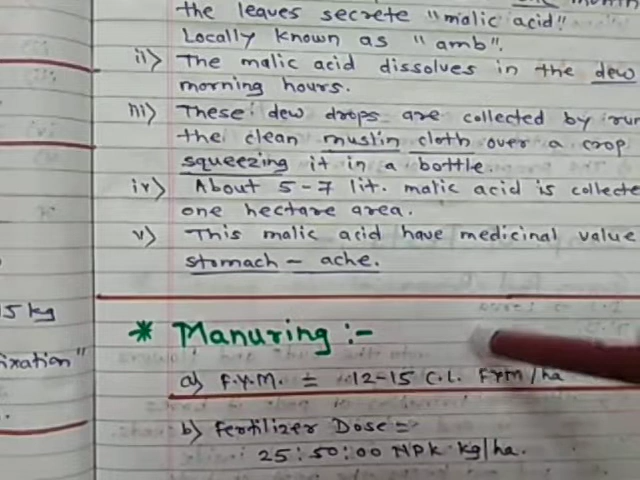 the leaves secrete "malic acid"
Locally known as "amb".
ii) The malic acid dissolves in the dew
morning hours.
iii) These dew drops are collected by run
the clean muslin cloth over a crop
squeezing it in a bottle.
iv) About 5-7 lit. malic acid is collecte
one hectare area.
v) This malic acid have medicinal value
stomach - ache.
15 kg
ixation"
* Manuring :-
a) F.Y.M. = 12-15 C.L. FYM/ha
b) Fertilizer Dose =
25:50:00 NPK kg/ha.